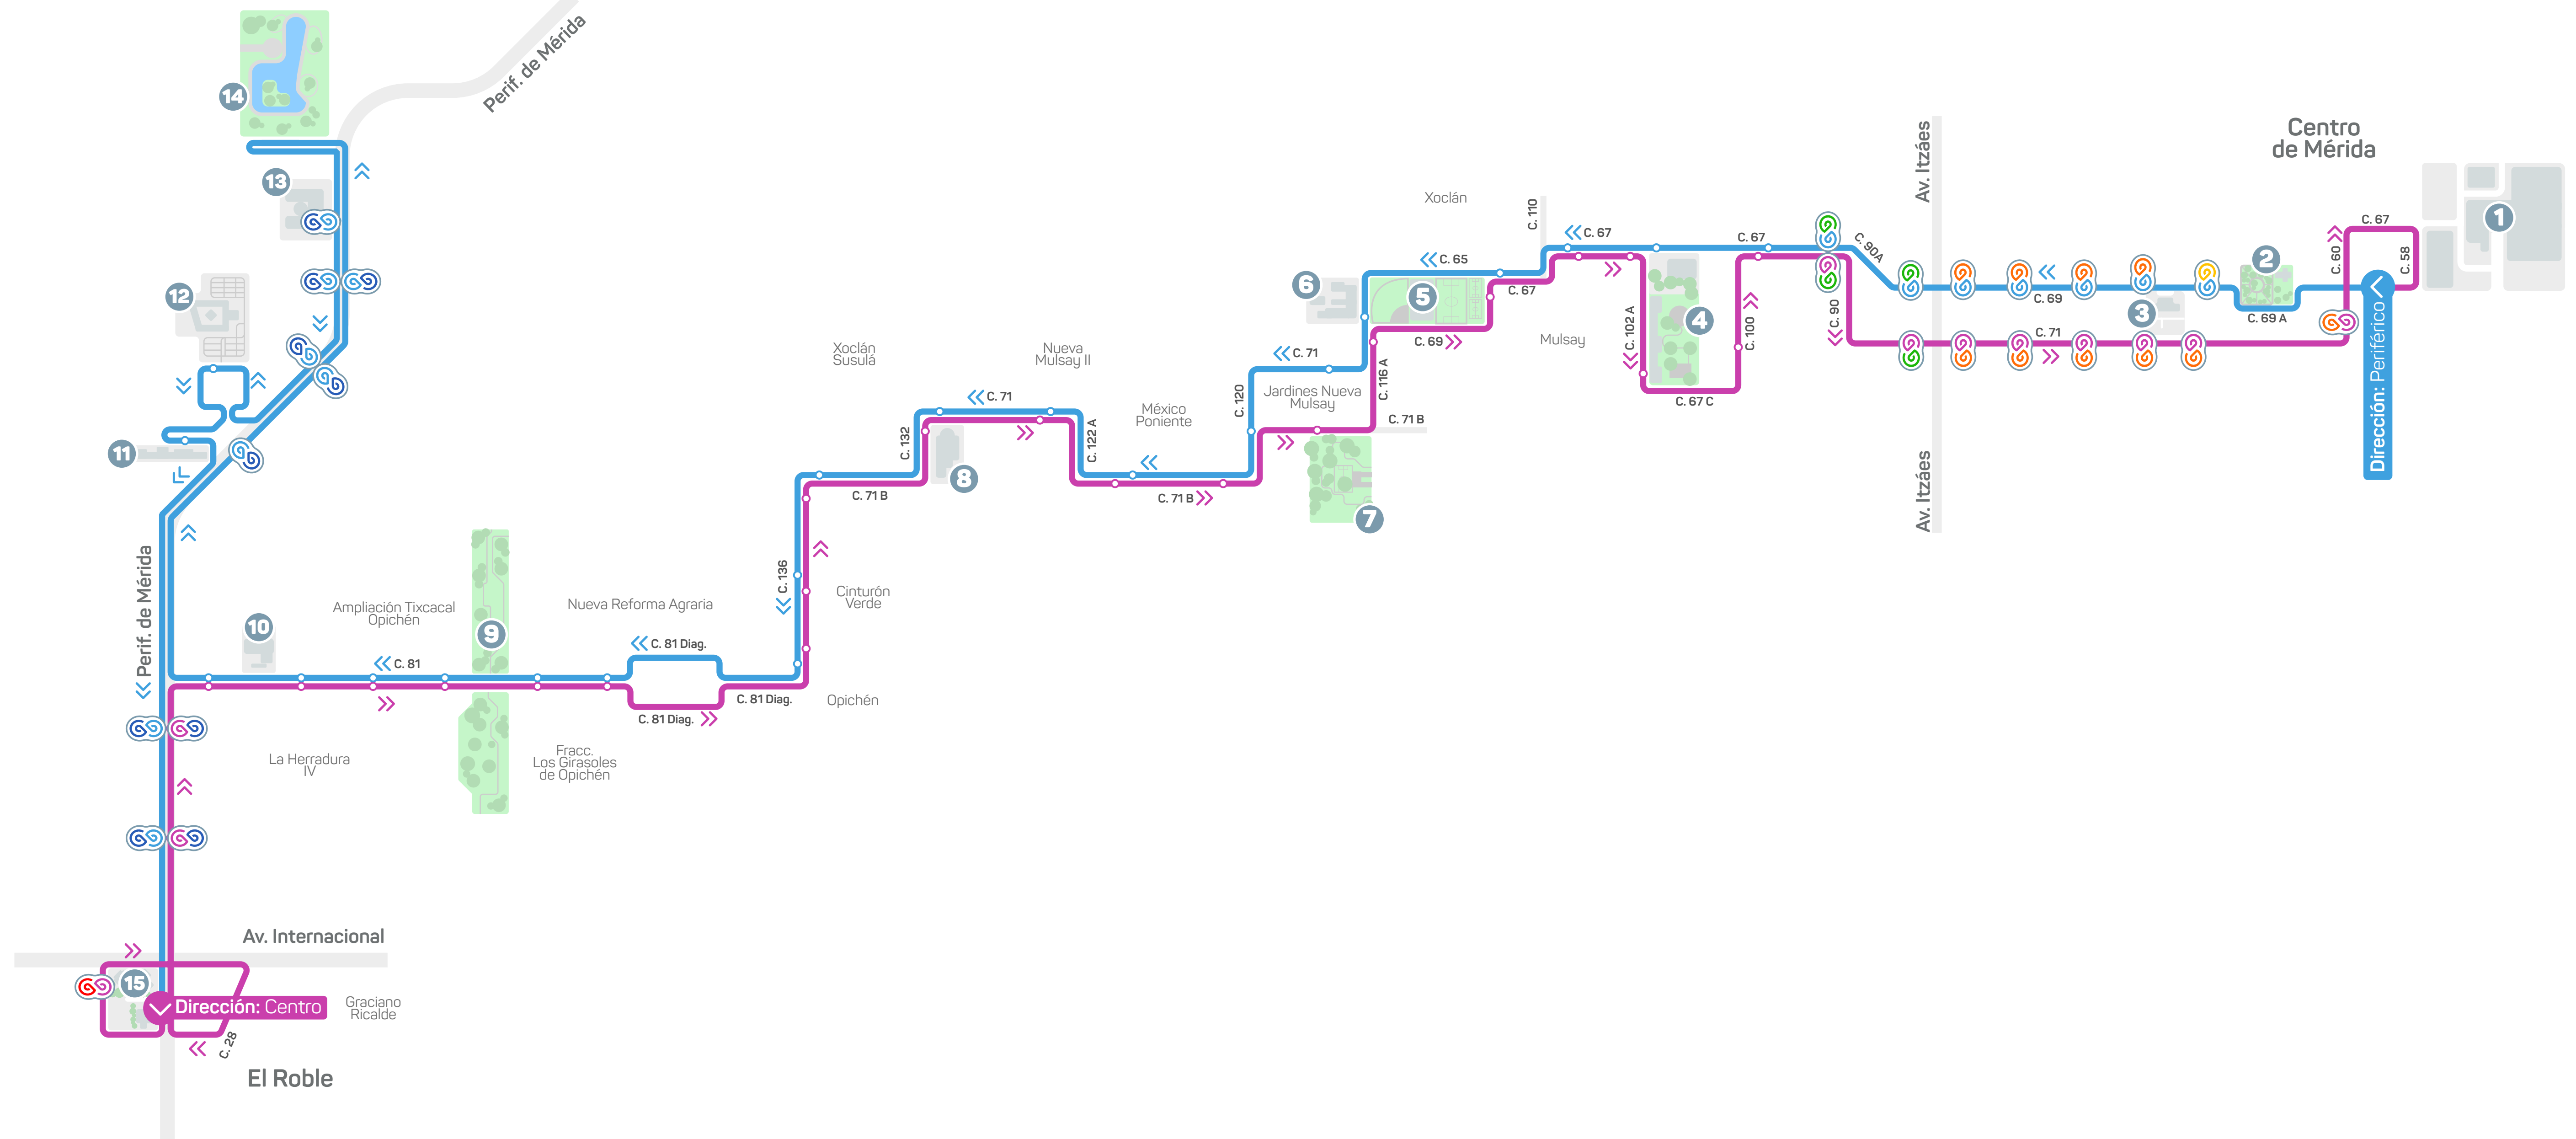 Perif. de Mérida
14
13
12
11
Perif. de Mérida
10
Ampliación Tixcacal
Opichén
C. 81
9
La Herradura
IV
Av. Internacional
15
Dirección: Centro
Graciano
Ricalde
C. 28
El Roble
Nueva Reforma Agraria
C. 81 Diag.
C. 81 Diag.
C. 81 Diag.
Fracc.
Los Girasoles
de Opichén
C. 136
Cinturón
Verde
Opichén
Xoclán
Susulá
C. 132
C. 71 B
8
C. 71
Nueva
Mulsay II
C. 122 A
México
Poniente
C. 71 B
C. 120
C. 71
Jardines Nueva
Mulsay
C. 116 A
C. 71 B
7
6
5
C. 65
Xoclán
C. 69
C. 67
C. 110
C. 67
Mulsay
C. 102 A
4
C. 67 C
C. 100
C. 67
C. 90
C. 90A
Av. Itzáes
Av. Itzáes
C. 69
C. 71
3
2
C. 69 A
Centro
de Mérida
C. 60
C. 67
C. 58
1
Dirección: Periférico